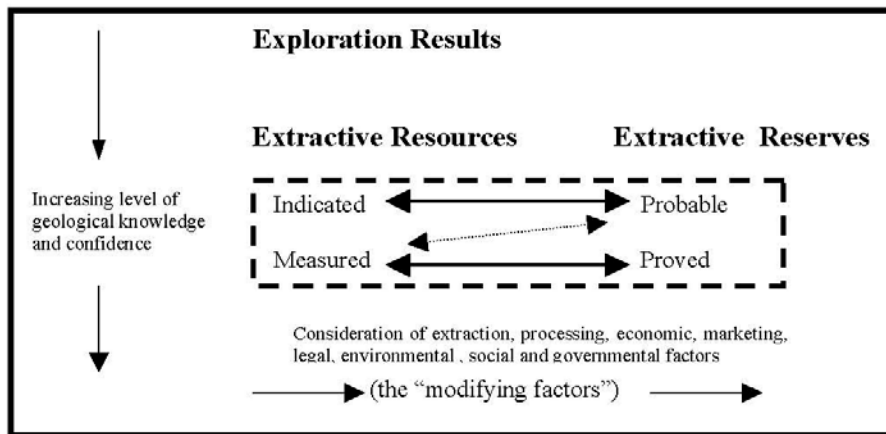 Exploration Results
Extractive Resources
Extractive Reserves
Increasing level of
geological knowledge
and confidence
Indicated
Probable
Measured
Proved
Consideration of extraction, processing, economic, marketing,
legal, environmental , social and governmental factors
(the “modifying factors”)